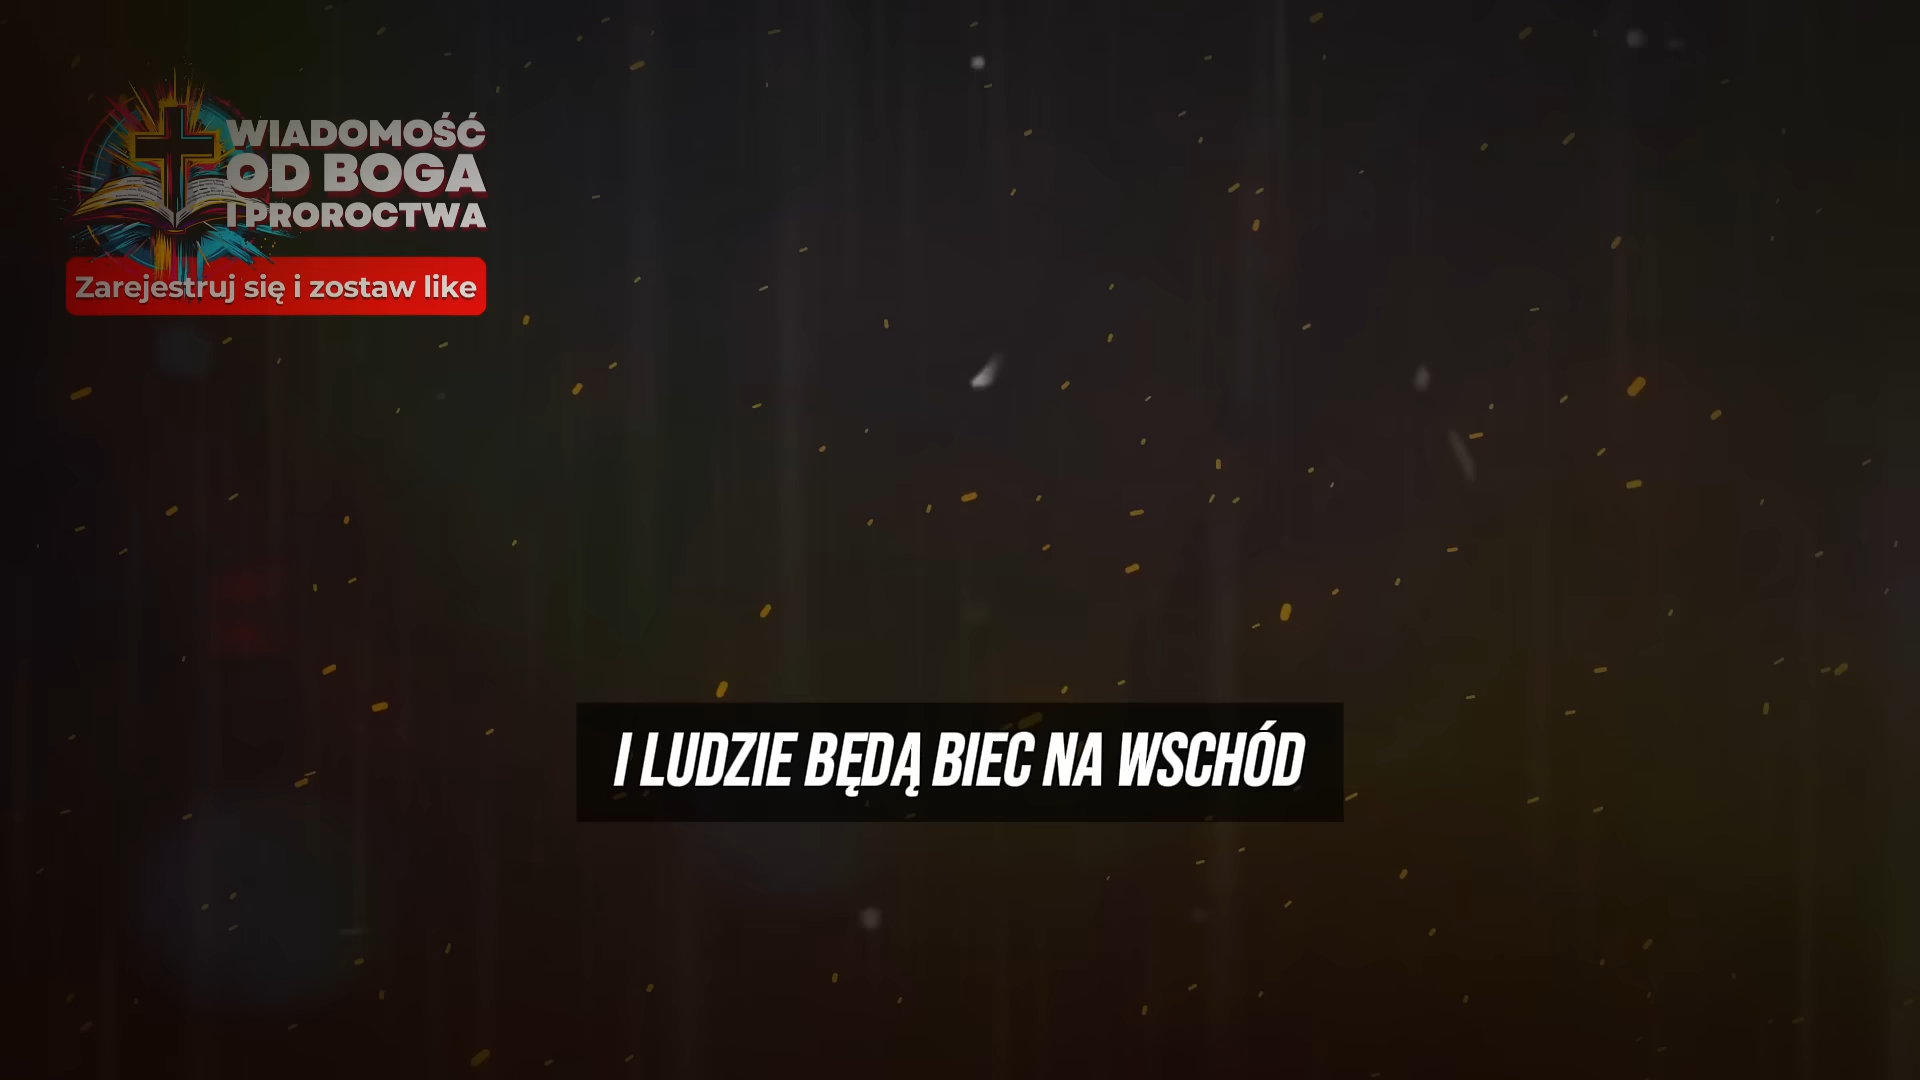 WIADOMOŚĆ
OD BOGA
I PROROCTWA
Zarejestruj się i zostaw like
I LUDZIE BĘDĄ BIEC NA WSCHÓD